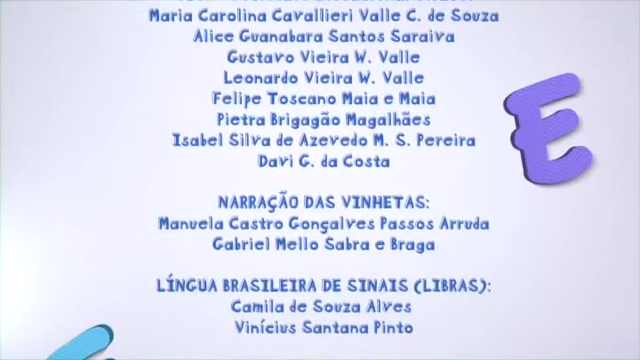 Maria Carolina Cavallieri Valle C. de Souza
Alice Guanabara Santos Saraiva
Gustavo Vieira W. Valle
Leonardo Vieira W. Valle
Felipe Toscano Maia e Maia
Pietra Brigagão Magalhães
Isabel Silva de Azevedo M. S. Pereira
Davi G. da Costa
NARRAÇÃO DAS VINHETAS:
Manuela Castro Gonçalves Passos Arruda
Gabriel Mello Sabra e Braga
LÍNGUA BRASILEIRA DE SINAIS (LIBRAS):
Camila de Souza Alves
Vinícius Santana Pinto
E